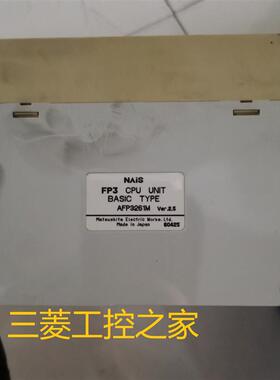 NAiS
FP3 CPU UNIT
BASIC TYPE
AFP3261M Ver.2.5
Matsushita Electric Works.Ltd.
Made in Japan 60425
三菱工控之家